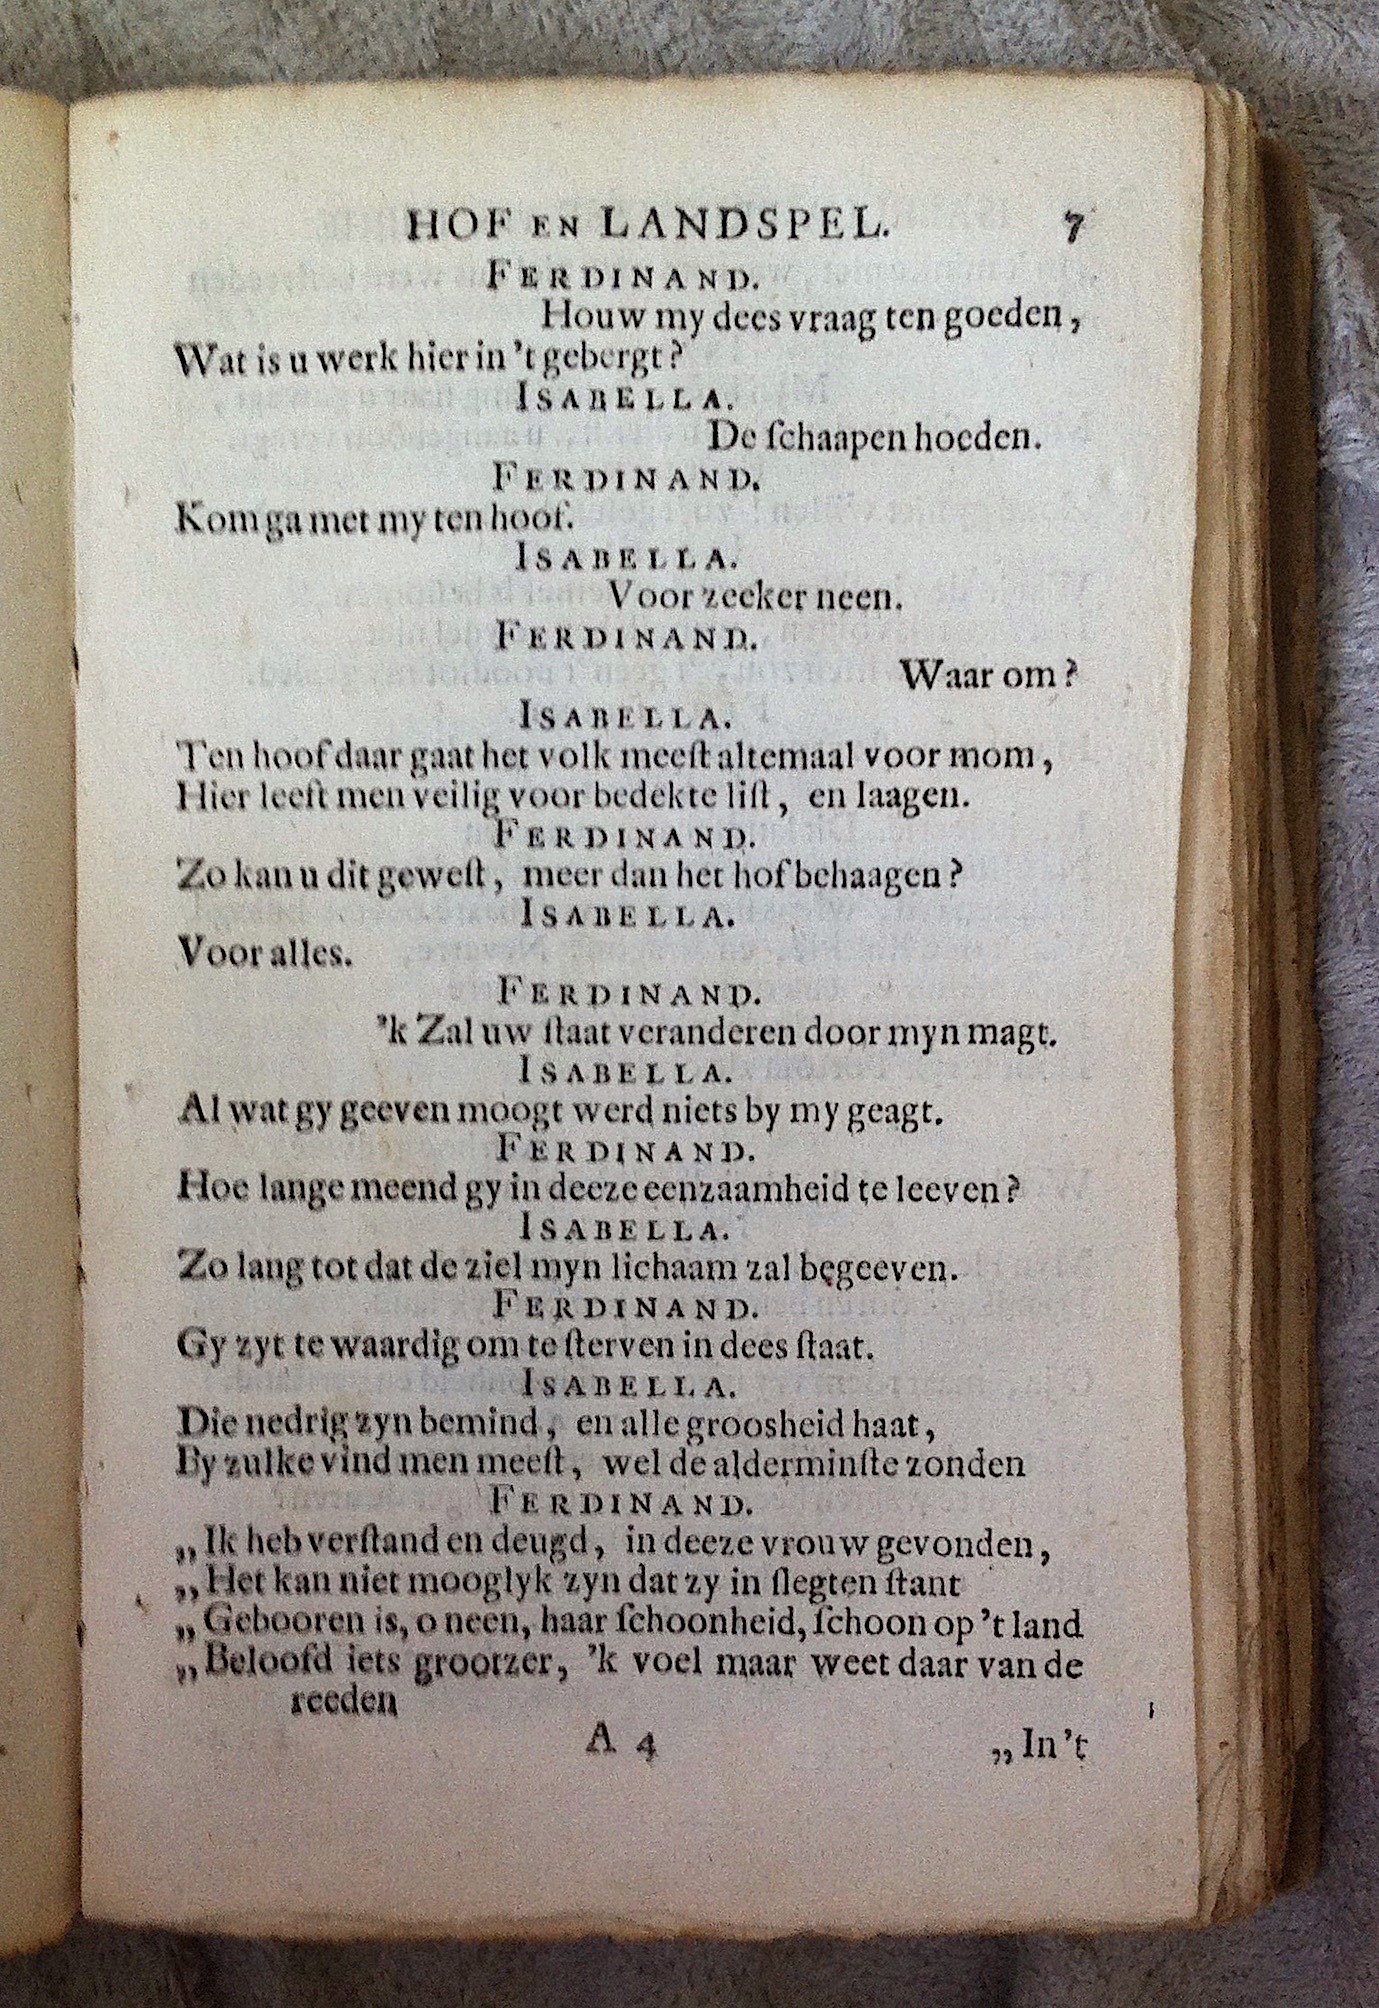 HOF EN LANDSPEL. 7
FERDINAND.
Houw my dees vraag ten goeden,
Wat is u werk hier in 't gebergt?
ISABELLA.
De ſchaapen hoeden.
FERDINAND.
Kom ga met my ten hoof.
ISABELLA.
Voor zeeker neen.
FERDINAND.
Waar om?
ISABELLA.
Ten hoof daar gaat het volk meeſt altemaal voor mom,
Hier leeft men veilig voor bedekte liſt, en laagen.
FERDINAND.
Zo kan u dit geweſt, meer dan het hof behaagen?
ISABELLA.
Voor alles.
FERDINAND.
'k Zal uw ſtaat veranderen door myn magt.
ISABELLA.
Al wat gy geeven moogt werd niets by my geagt.
FERDINAND.
Hoe lange meend gy in deeze eenzaamheid te leeven?
ISABELLA.
Zo lang tot dat de ziel myn lichaam zal begeeven.
FERDINAND.
Gy zyt te waardig om te ſterven in dees ſtaat.
ISABELLA.
Die nedrig zyn bemind, en alle groosheid haat,
By zulke vind men meeſt, wel de alderminſte zonden
FERDINAND.
„Ik heb verſtand en deugd, in deeze vrouw gevonden,
„Het kan niet mooglyk zyn dat zy in ſlegten ſtant
„Gebooren is, o neen, haar ſchoonheid, ſchoon op 't land
„Beloofd iets grootzer, 'k voel maar weet daar van de
reeden
A 4 „In 't